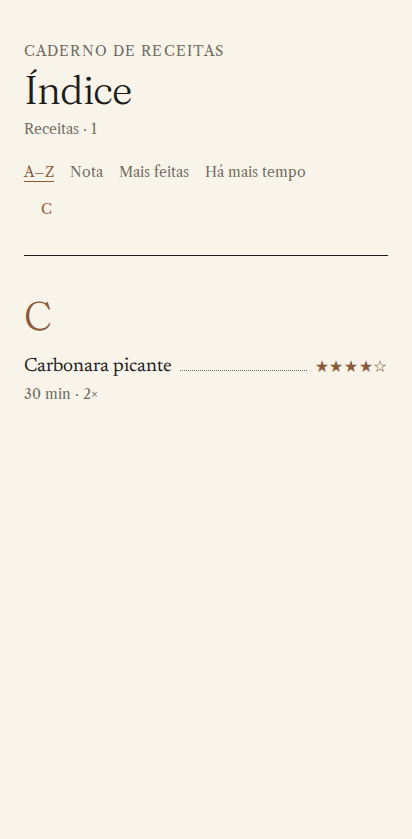 CADERNO DE RECEITAS
Índice
Receitas · 1
A–Z Nota Mais feitas Há mais tempo
C
C
Carbonara picante ★★★★☆
30 min · 2×